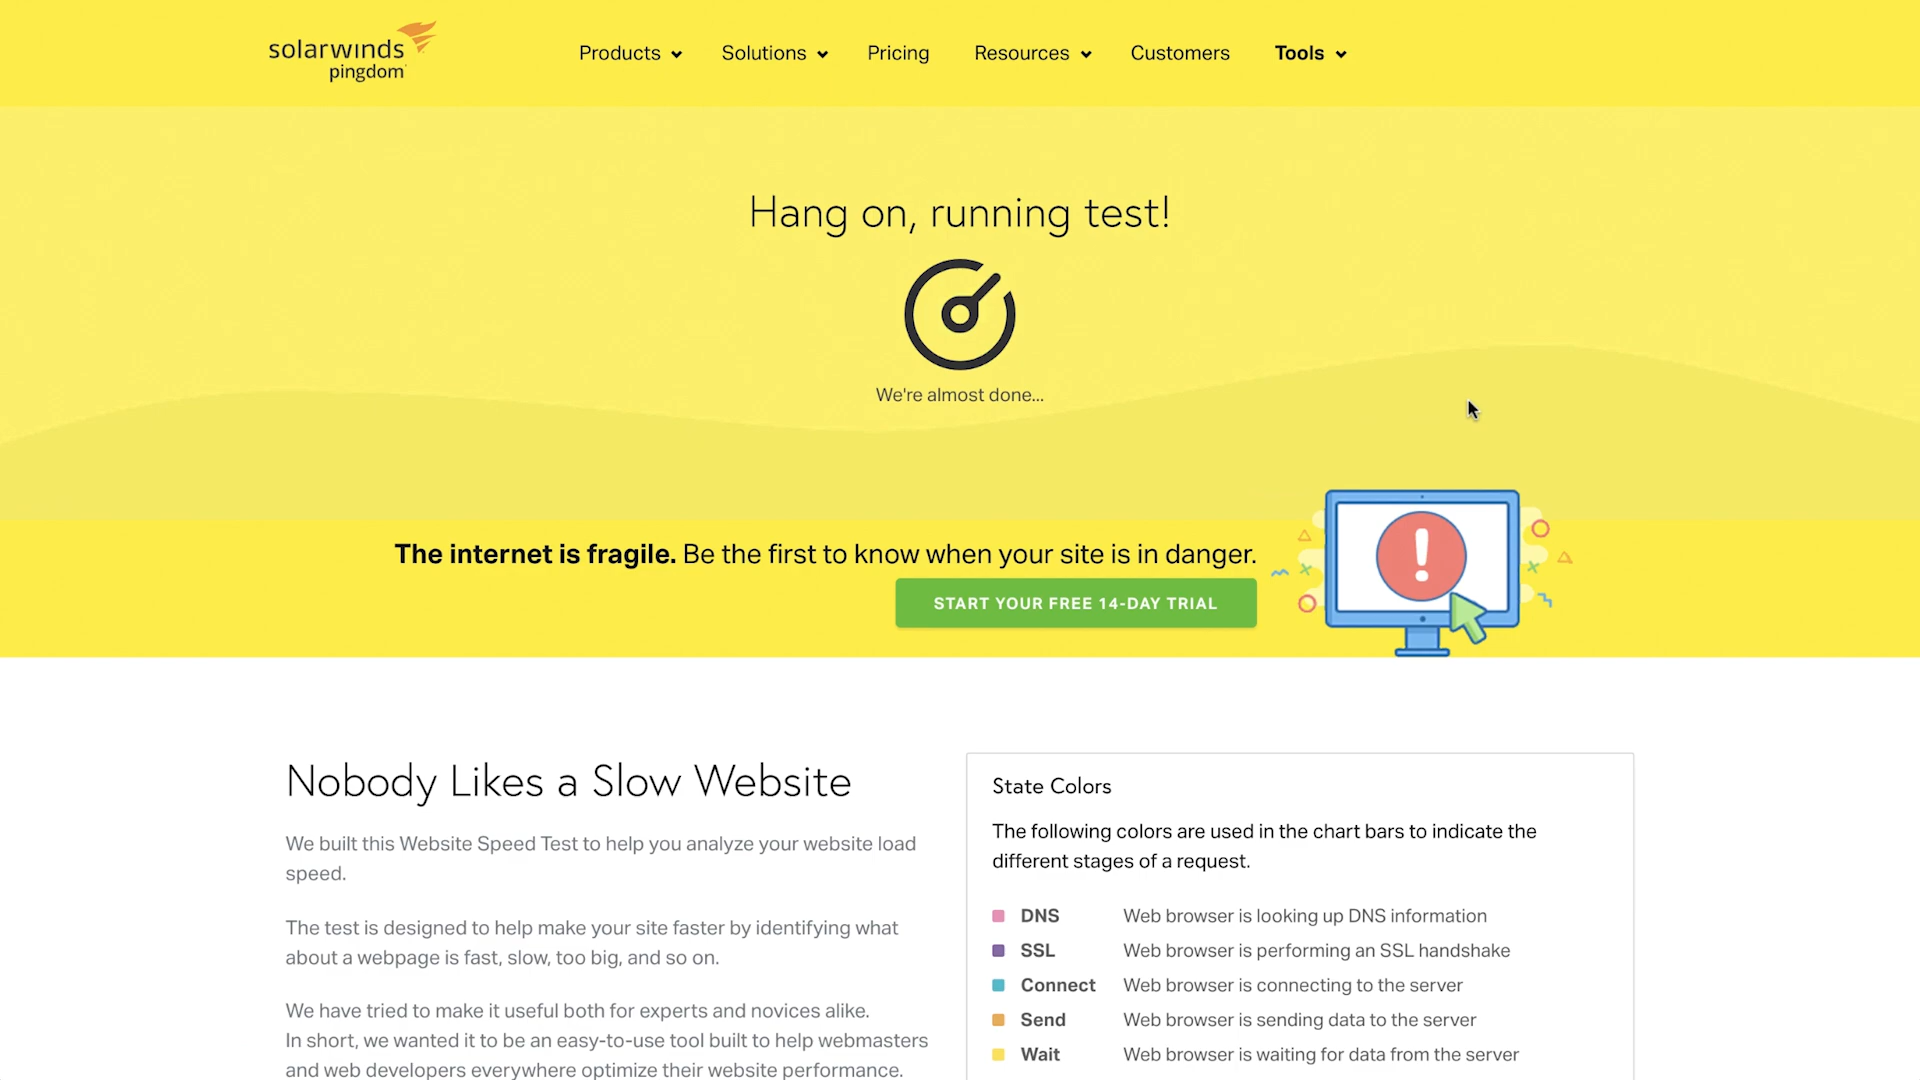 solarwinds
pingdom
Products
Solutions
Pricing
Resources
Customers
Tools
Hang on, running test!
We're almost done...
The internet is fragile. Be the first to know when your site is in danger.
START YOUR FREE 14-DAY TRIAL
Nobody Likes a Slow Website
We built this Website Speed Test to help you analyze your website load
speed.
The test is designed to help make your site faster by identifying what
about a webpage is fast, slow, too big, and so on.
We have tried to make it useful both for experts and novices alike.
In short, we wanted it to be an easy-to-use tool built to help webmasters
and web developers everywhere optimize their website performance.
State Colors
The following colors are used in the chart bars to indicate the
different stages of a request.
DNS Web browser is looking up DNS information
SSL Web browser is performing an SSL handshake
Connect Web browser is connecting to the server
Send Web browser is sending data to the server
Wait Web browser is waiting for data from the server